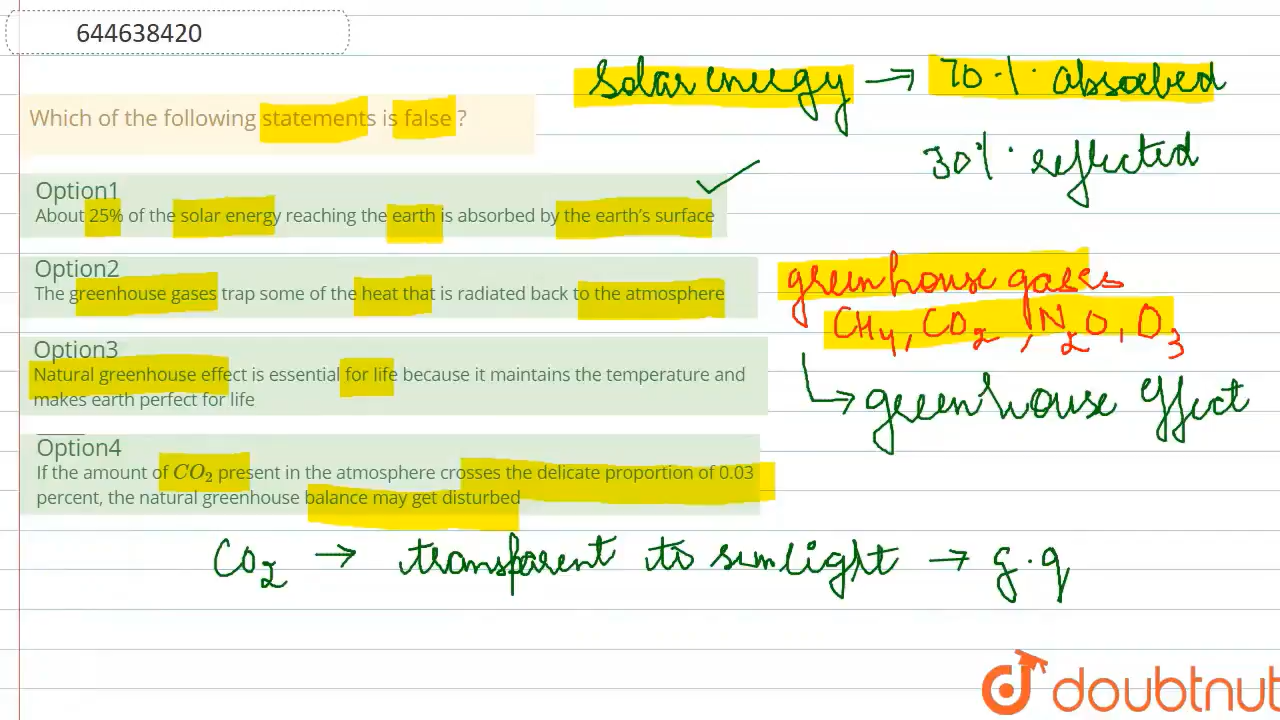 644638420
Solar energy → 70% absorbed
Which of the following statements is false ?
30% reflected
Option1
About 25% of the solar energy reaching the earth is absorbed by the earth's surface
Option2
The greenhouse gases trap some of the heat that is radiated back to the atmosphere
greenhouse gases
CH4, CO2, N2O, O3
Option3
Natural greenhouse effect is essential for life because it maintains the temperature and
makes earth perfect for life
→ greenhouse effect
Option4
If the amount of CO2 present in the atmosphere crosses the delicate proportion of 0.03
percent, the natural greenhouse balance may get disturbed
CO2 → transparent to sunlight → g.g
doubtnut